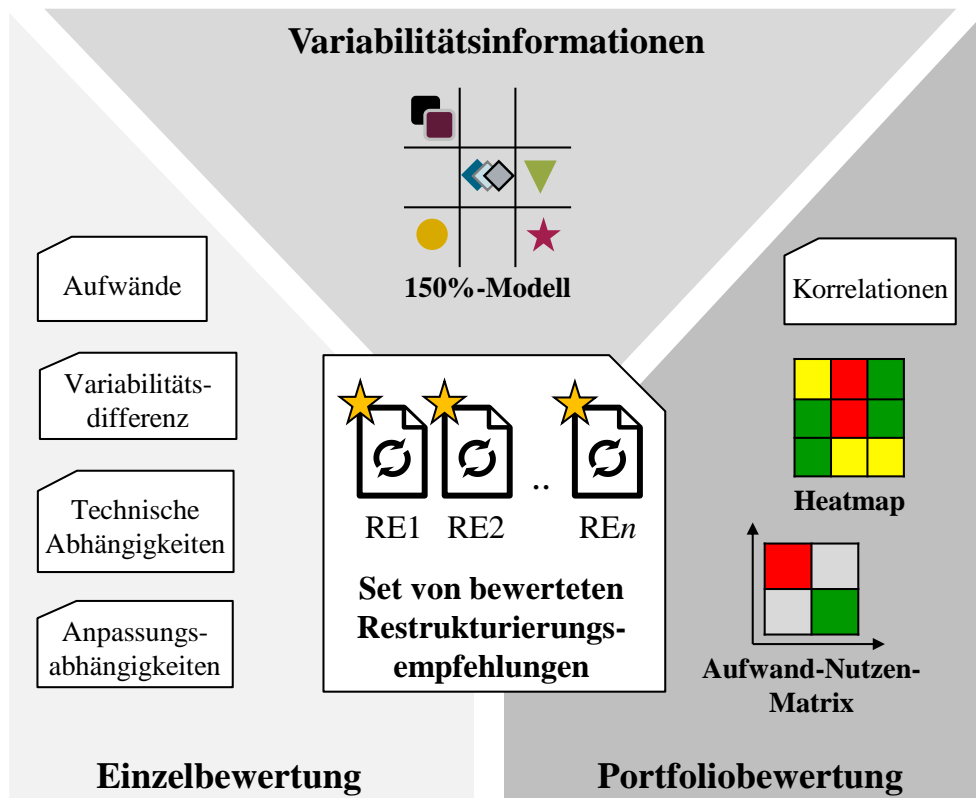 Variabilitätsinformationen
150%-Modell
Aufwände
Variabilitäts-
differenz
Technische
Abhängigkeiten
Anpassungs-
abhängigkeiten
Einzelbewertung
RE1 RE2 .. REn
Set von bewerteten
Restrukturierungs-
empfehlungen
Korrelationen
Heatmap
Aufwand-Nutzen-
Matrix
Portfoliobewertung